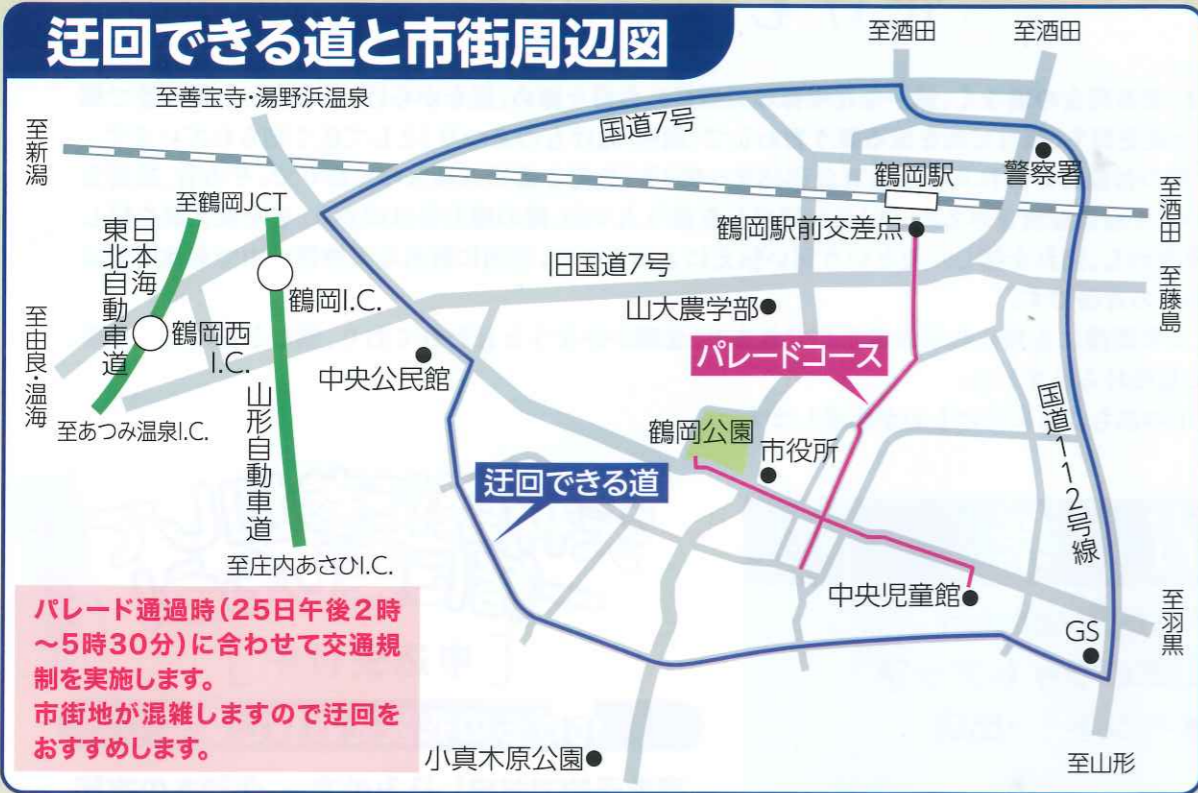 迂回できる道と市街周辺図
至酒田
至酒田
至善宝寺・湯野浜温泉
国道7号
至新潟
警察署
鶴岡駅
至鶴岡JCT
鶴岡駅前交差点
至酒田
日本海
東北自動車道
旧国道7号
鶴岡I.C.
山大農学部
至藤島
至由良・温海
鶴岡西
I.C.
パレードコース
中央公民館
国道112号線
至あつみ温泉I.C.
山形自動車道
鶴岡公園
市役所
迂回できる道
至庄内あさひI.C.
中央児童館
至羽黒
GS
パレード通過時(25日午後2時
~5時30分)に合わせて交通規
制を実施します。
市街地が混雑しますので迂回を
おすすめします。
小真木原公園
至山形